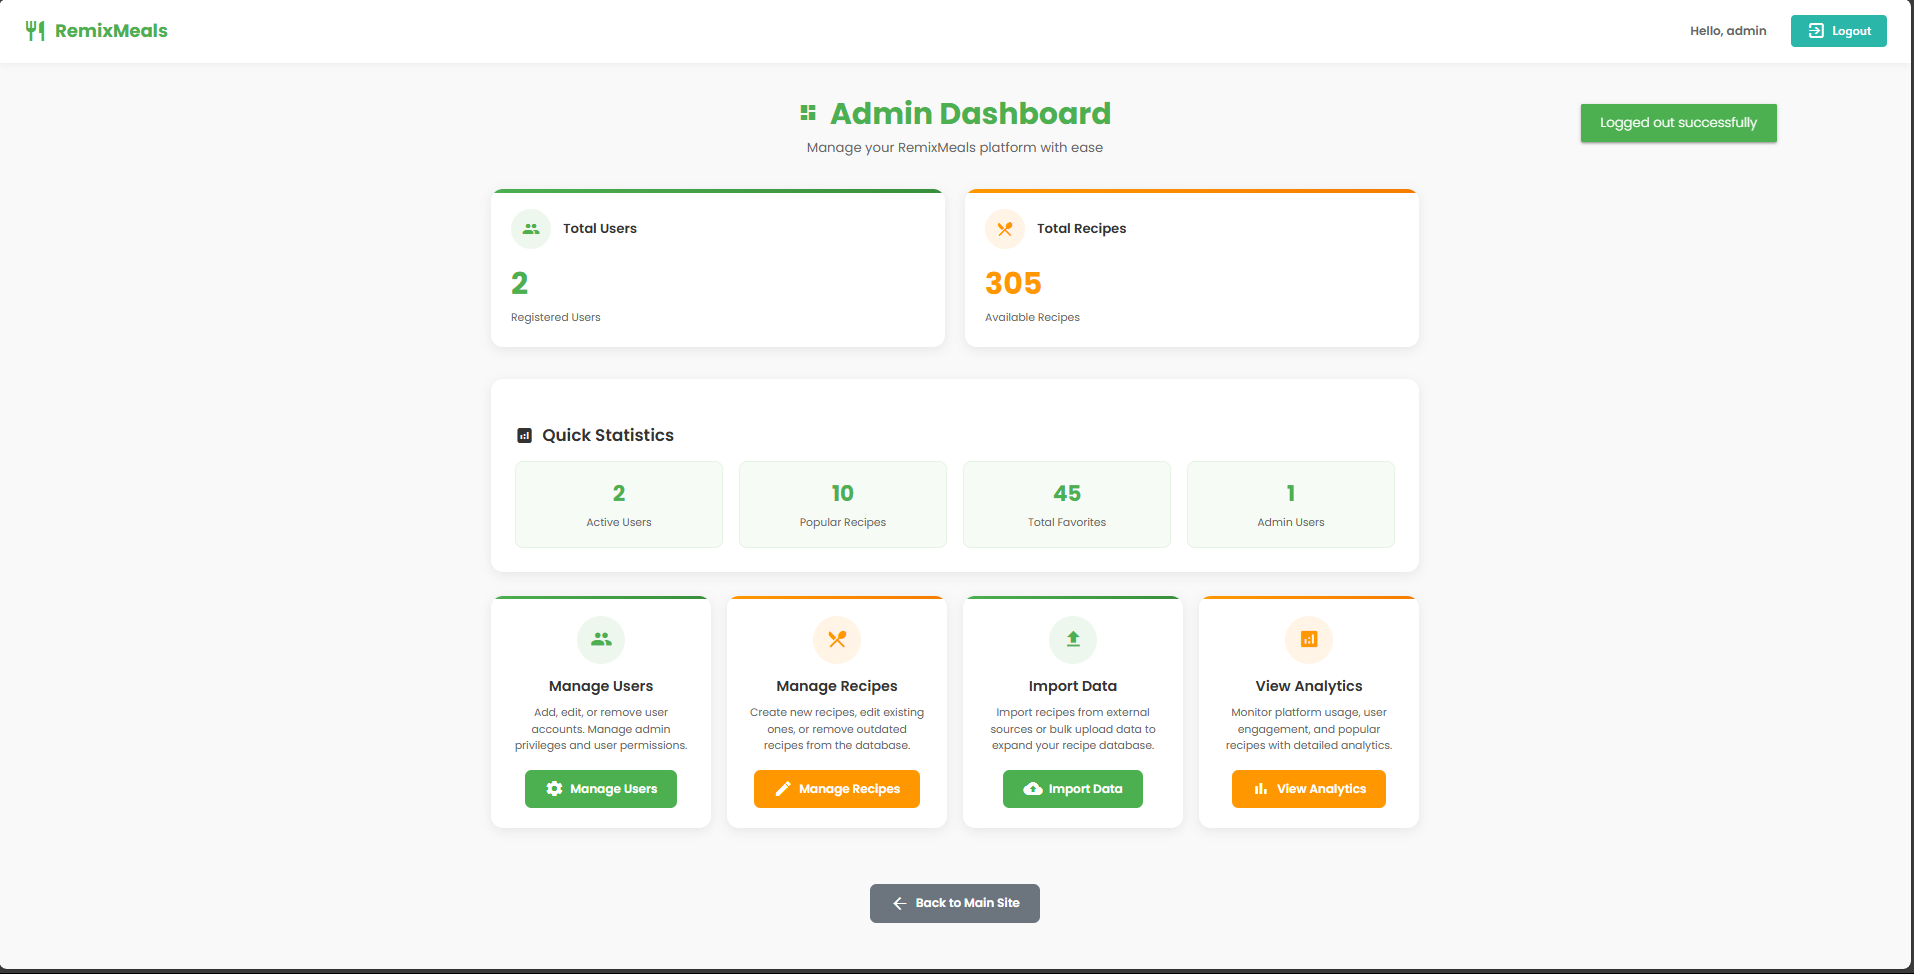 RemixMeals
Hello, admin
Logout
Admin Dashboard
Manage your RemixMeals platform with ease
Logged out successfully
Total Users
2
Registered Users
Total Recipes
305
Available Recipes
Quick Statistics
2
Active Users
10
Popular Recipes
45
Total Favorites
1
Admin Users
Manage Users
Add, edit, or remove user
accounts. Manage admin
privileges and user permissions.
Manage Users
Manage Recipes
Create new recipes, edit existing
ones, or remove outdated
recipes from the database.
Manage Recipes
Import Data
Import recipes from external
sources or bulk upload data to
expand your recipe database.
Import Data
View Analytics
Monitor platform usage, user
engagement, and popular
recipes with detailed analytics.
View Analytics
Back to Main Site